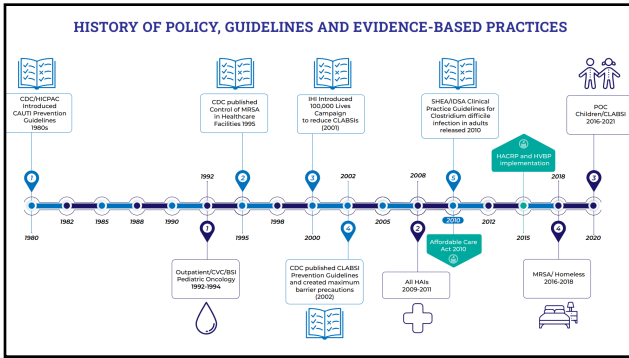 HISTORY OF POLICY, GUIDELINES AND EVIDENCE-BASED PRACTICES
CDC/HICPAC
Introduced
CAUTI Prevention
Guidelines
1980s
CDC published
Control of MRSA
in Healthcare
Facilities 1995
IHI Introduced
100,000 Lives
Campaign
to reduce CLABSIs
(2001)
SHEA/IDSA Clinical
Practice Guidelines for
Clostridium difficile
infection in adults
released 2010
HACRP and HVBP
implementation
POC
Children/CLABSI
2016-2021
1
1992
2
3
2002
2008
5
2018
3
1980
1982
1985
1988
1990
1
1995
1998
2000
4
2005
2
2010
2012
2015
4
2020
Outpatient/CVC/BSI
Pediatric Oncology
1992-1994
CDC published CLABSI
Prevention Guidelines
and created maximum
barrier precautions
(2002)
All HAIs
2009-2011
Affordable Care
Act 2010
MRSA/ Homeless
2016-2018